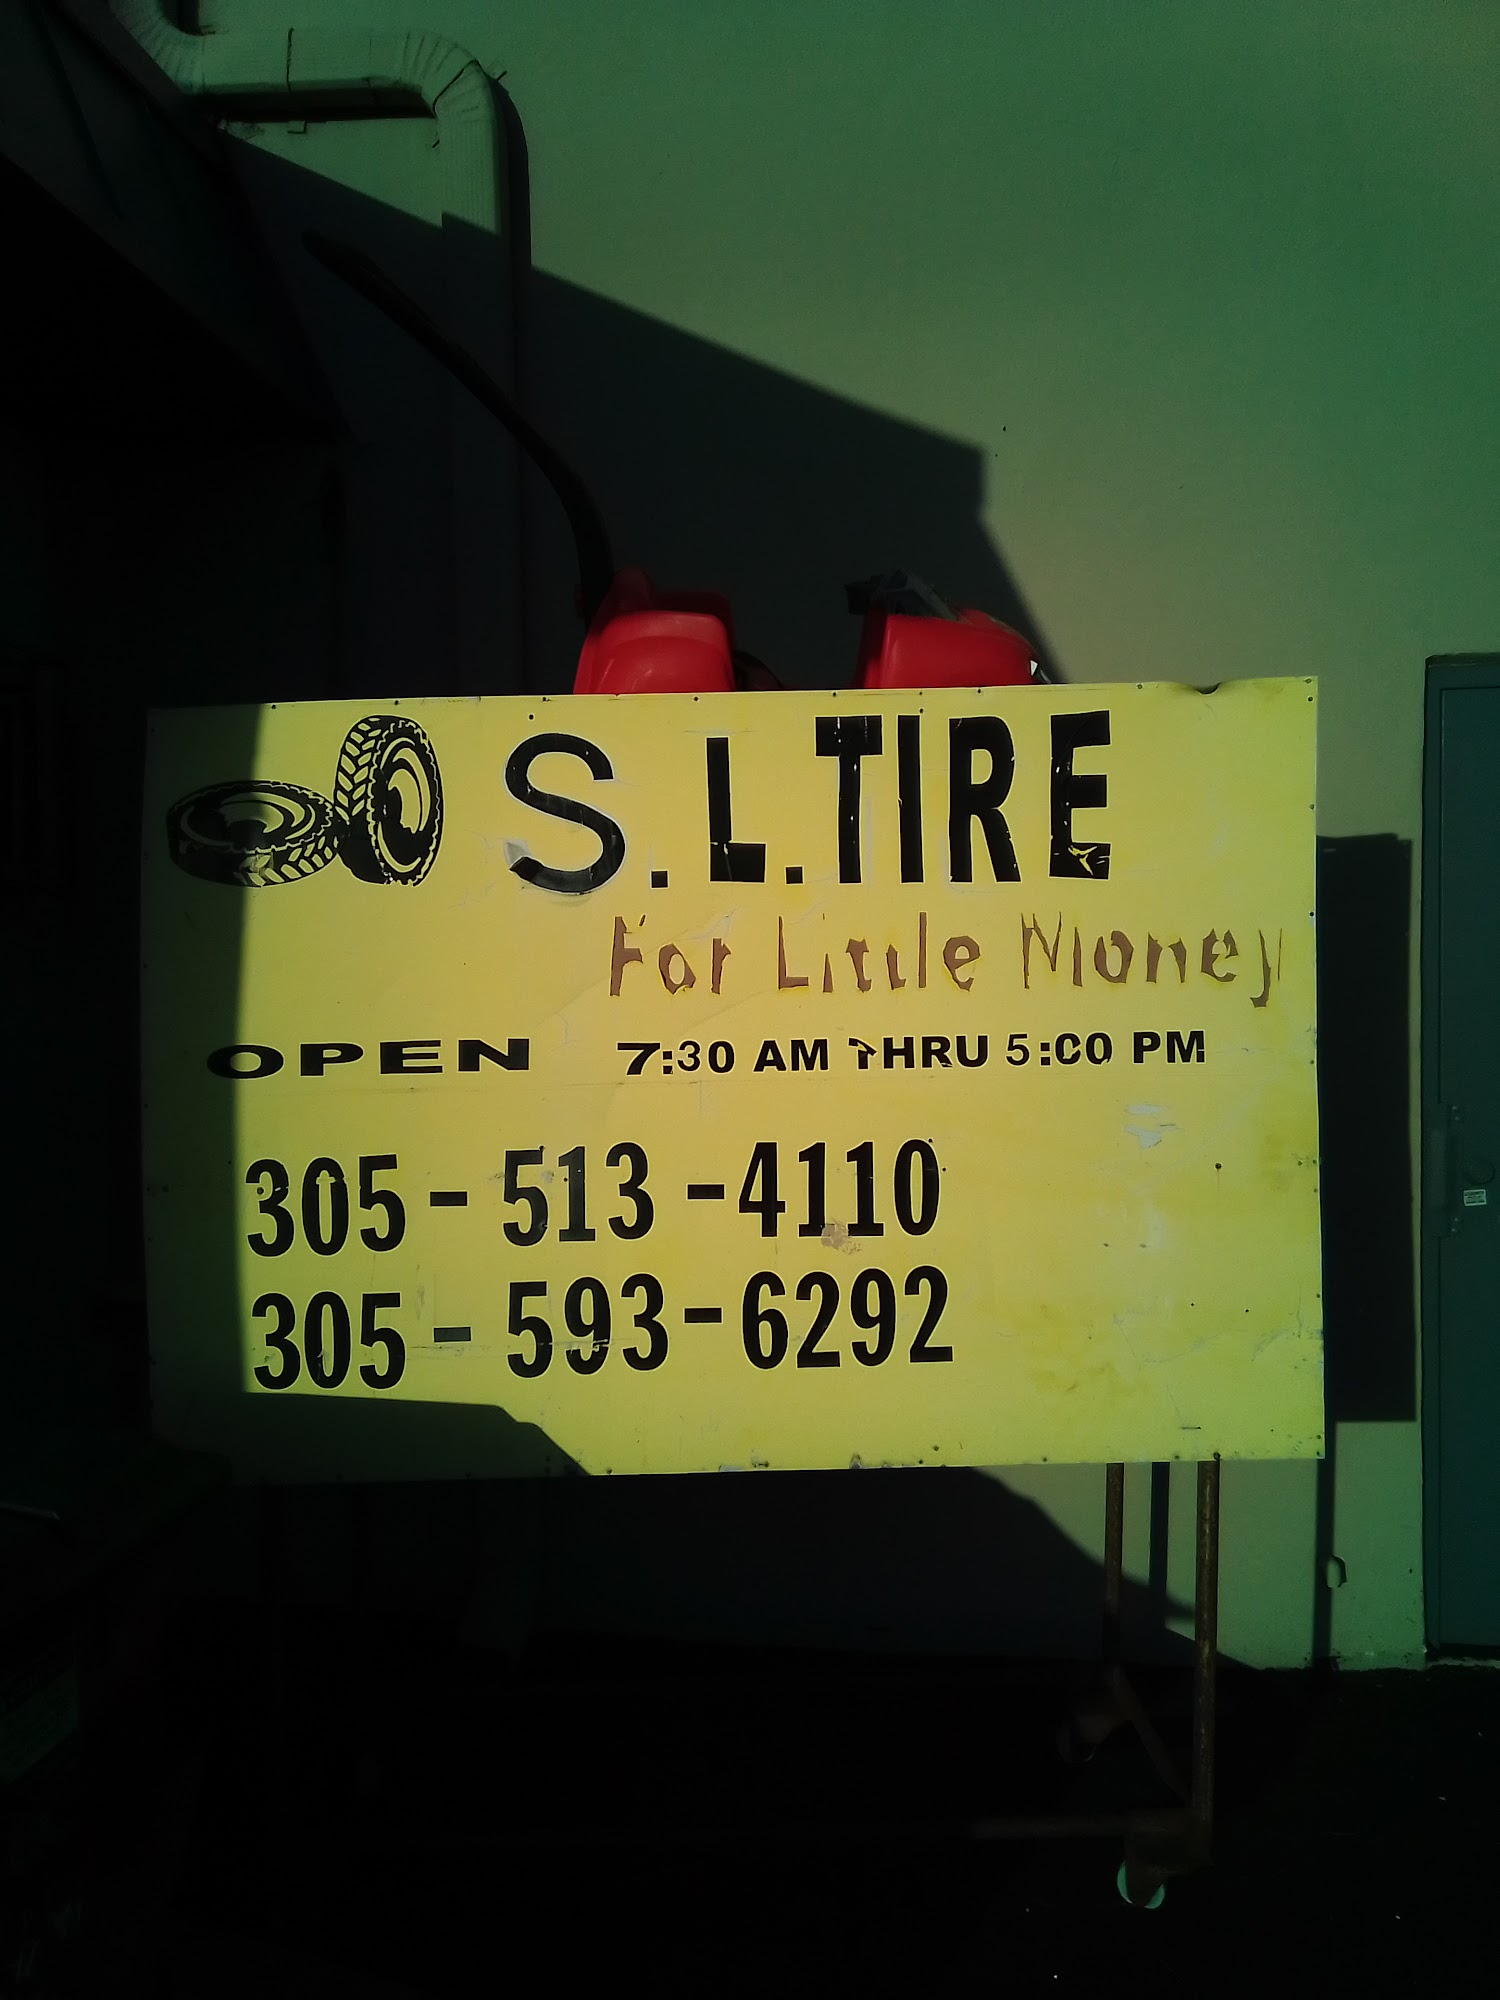 S. L. TIRE
For Little Money
OPEN 7:30 AM THRU 5:00 PM
305-513-4110
305-593-6292